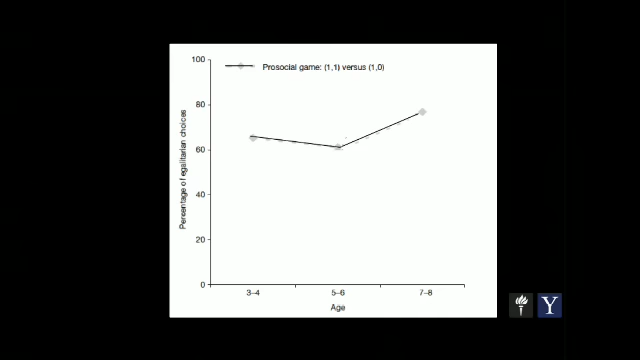 100
Prosocial game: (1,1) versus (1,0)
80
60
40
20
0
Percentage of egalitarian choices
3–4 5–6 7–8
Age
Y